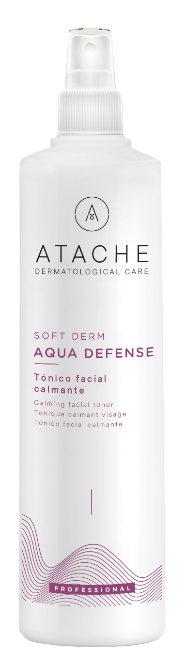 ATACHE
DERMATOLOGICAL CARE
SOFT DERM
AQUA DEFENSE
Tónico facial
calmante
Calming facial toner
Tonique calmant visage
Tónico facial calmante
PROFESSIONAL